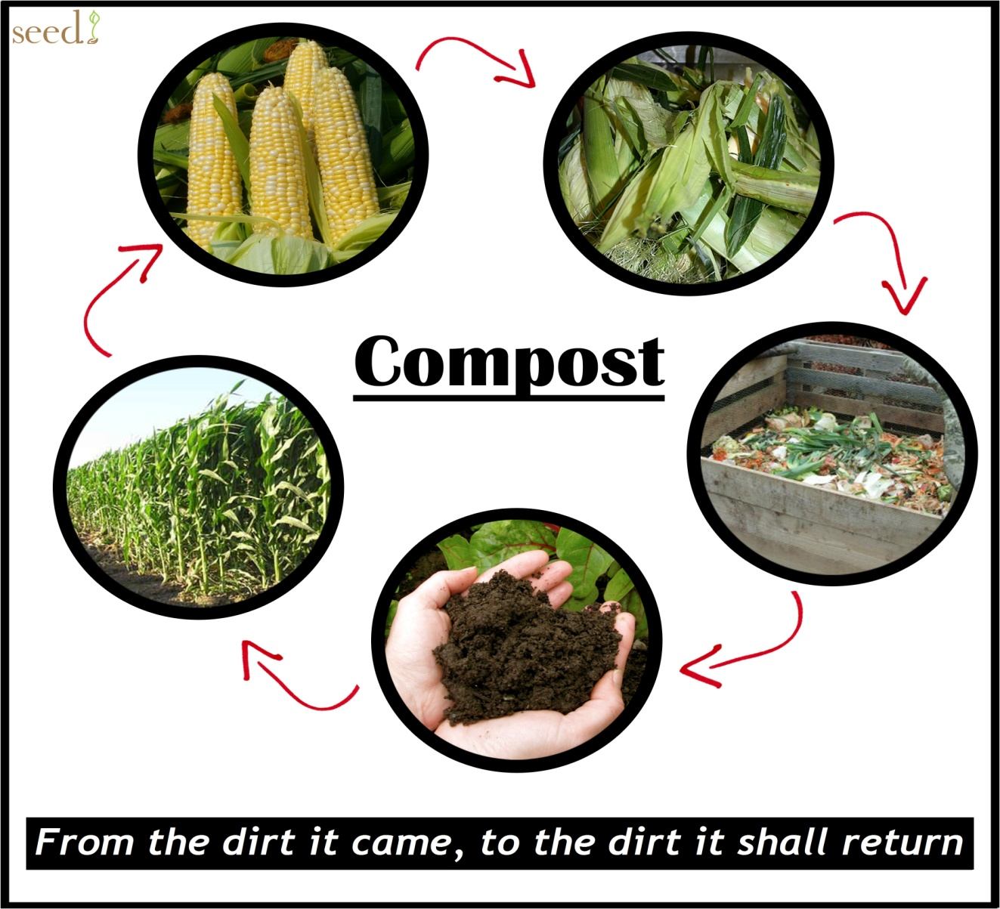 seed
Compost
From the dirt it came, to the dirt it shall return